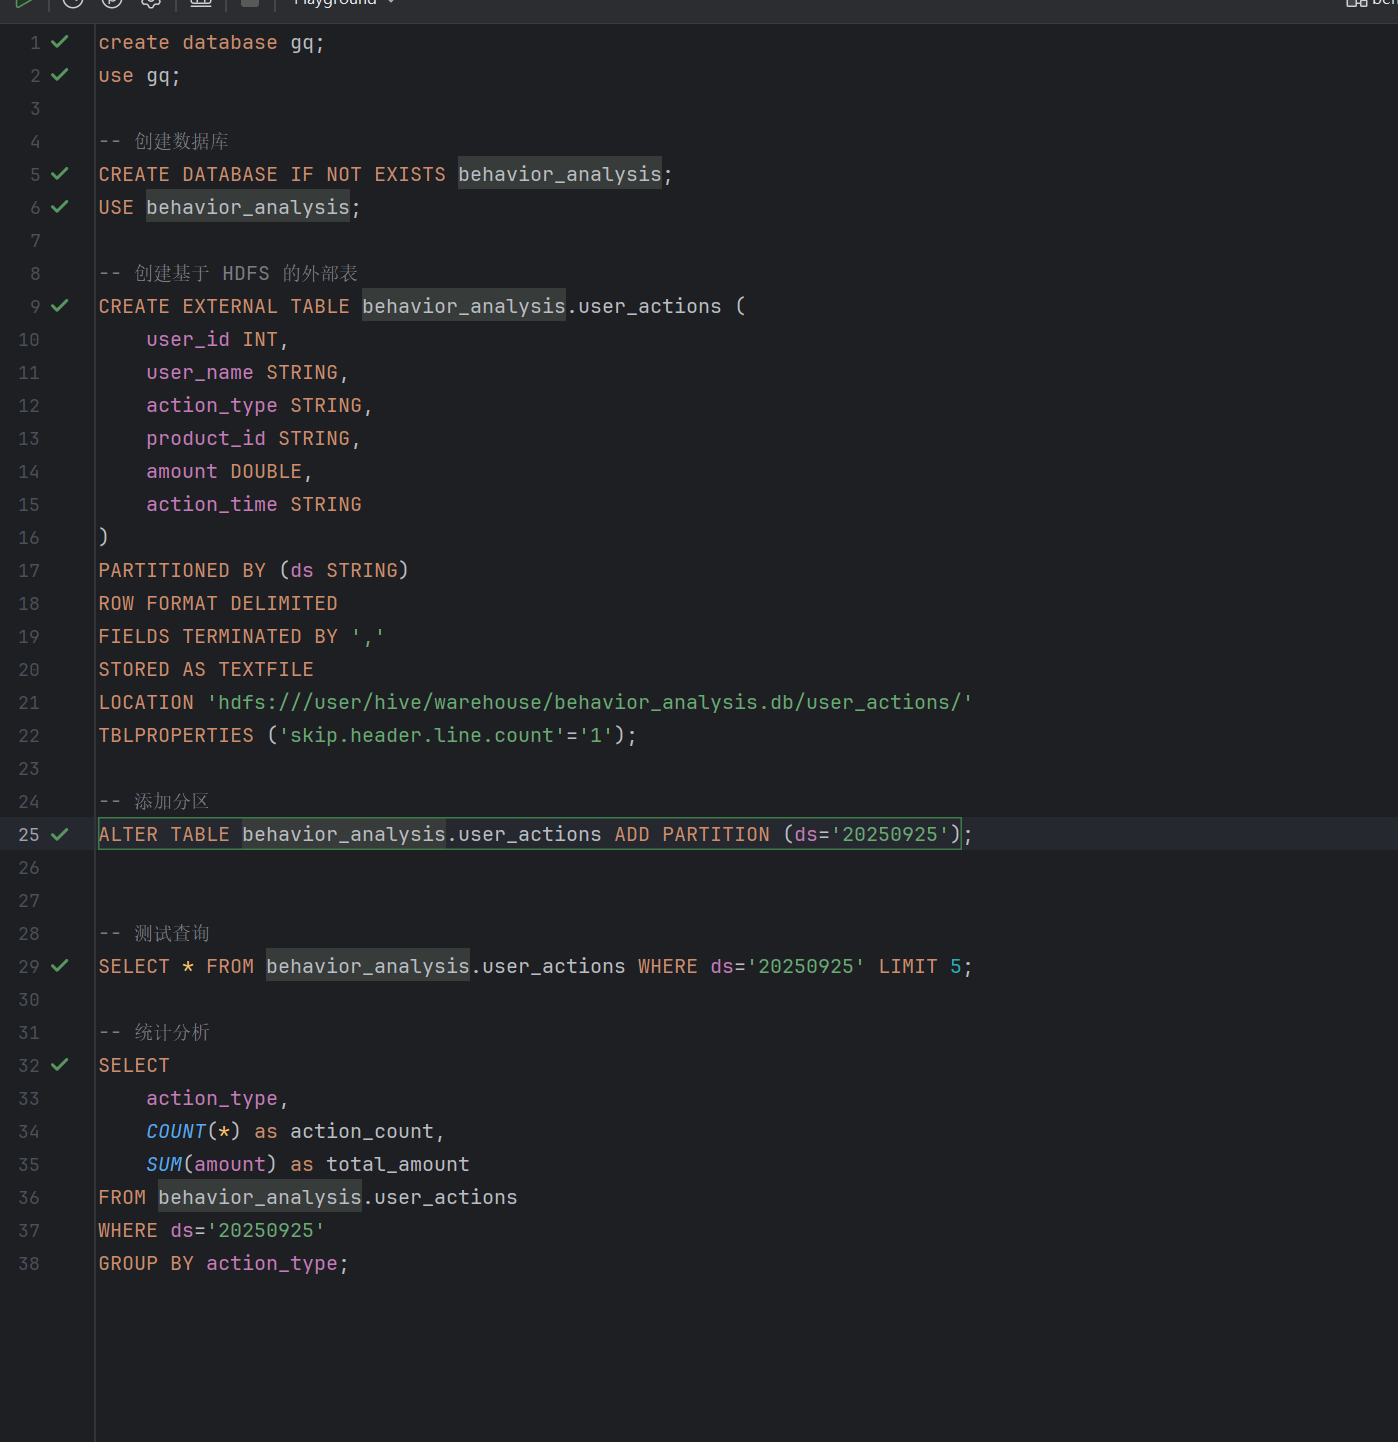 Playground
1 create database gq;
2 use gq;
3
4 -- 创建数据库
5 CREATE DATABASE IF NOT EXISTS behavior_analysis;
6 USE behavior_analysis;
7
8 -- 创建基于 HDFS 的外部表
9 CREATE EXTERNAL TABLE behavior_analysis.user_actions (
10     user_id INT,
11     user_name STRING,
12     action_type STRING,
13     product_id STRING,
14     amount DOUBLE,
15     action_time STRING
16 )
17 PARTITIONED BY (ds STRING)
18 ROW FORMAT DELIMITED
19 FIELDS TERMINATED BY ','
20 STORED AS TEXTFILE
21 LOCATION 'hdfs:///user/hive/warehouse/behavior_analysis.db/user_actions/'
22 TBLPROPERTIES ('skip.header.line.count'='1');
23
24 -- 添加分区
25 ALTER TABLE behavior_analysis.user_actions ADD PARTITION (ds='20250925');
26
27
28 -- 测试查询
29 SELECT * FROM behavior_analysis.user_actions WHERE ds='20250925' LIMIT 5;
30
31 -- 统计分析
32 SELECT
33     action_type,
34     COUNT(*) as action_count,
35     SUM(amount) as total_amount
36 FROM behavior_analysis.user_actions
37 WHERE ds='20250925'
38 GROUP BY action_type;